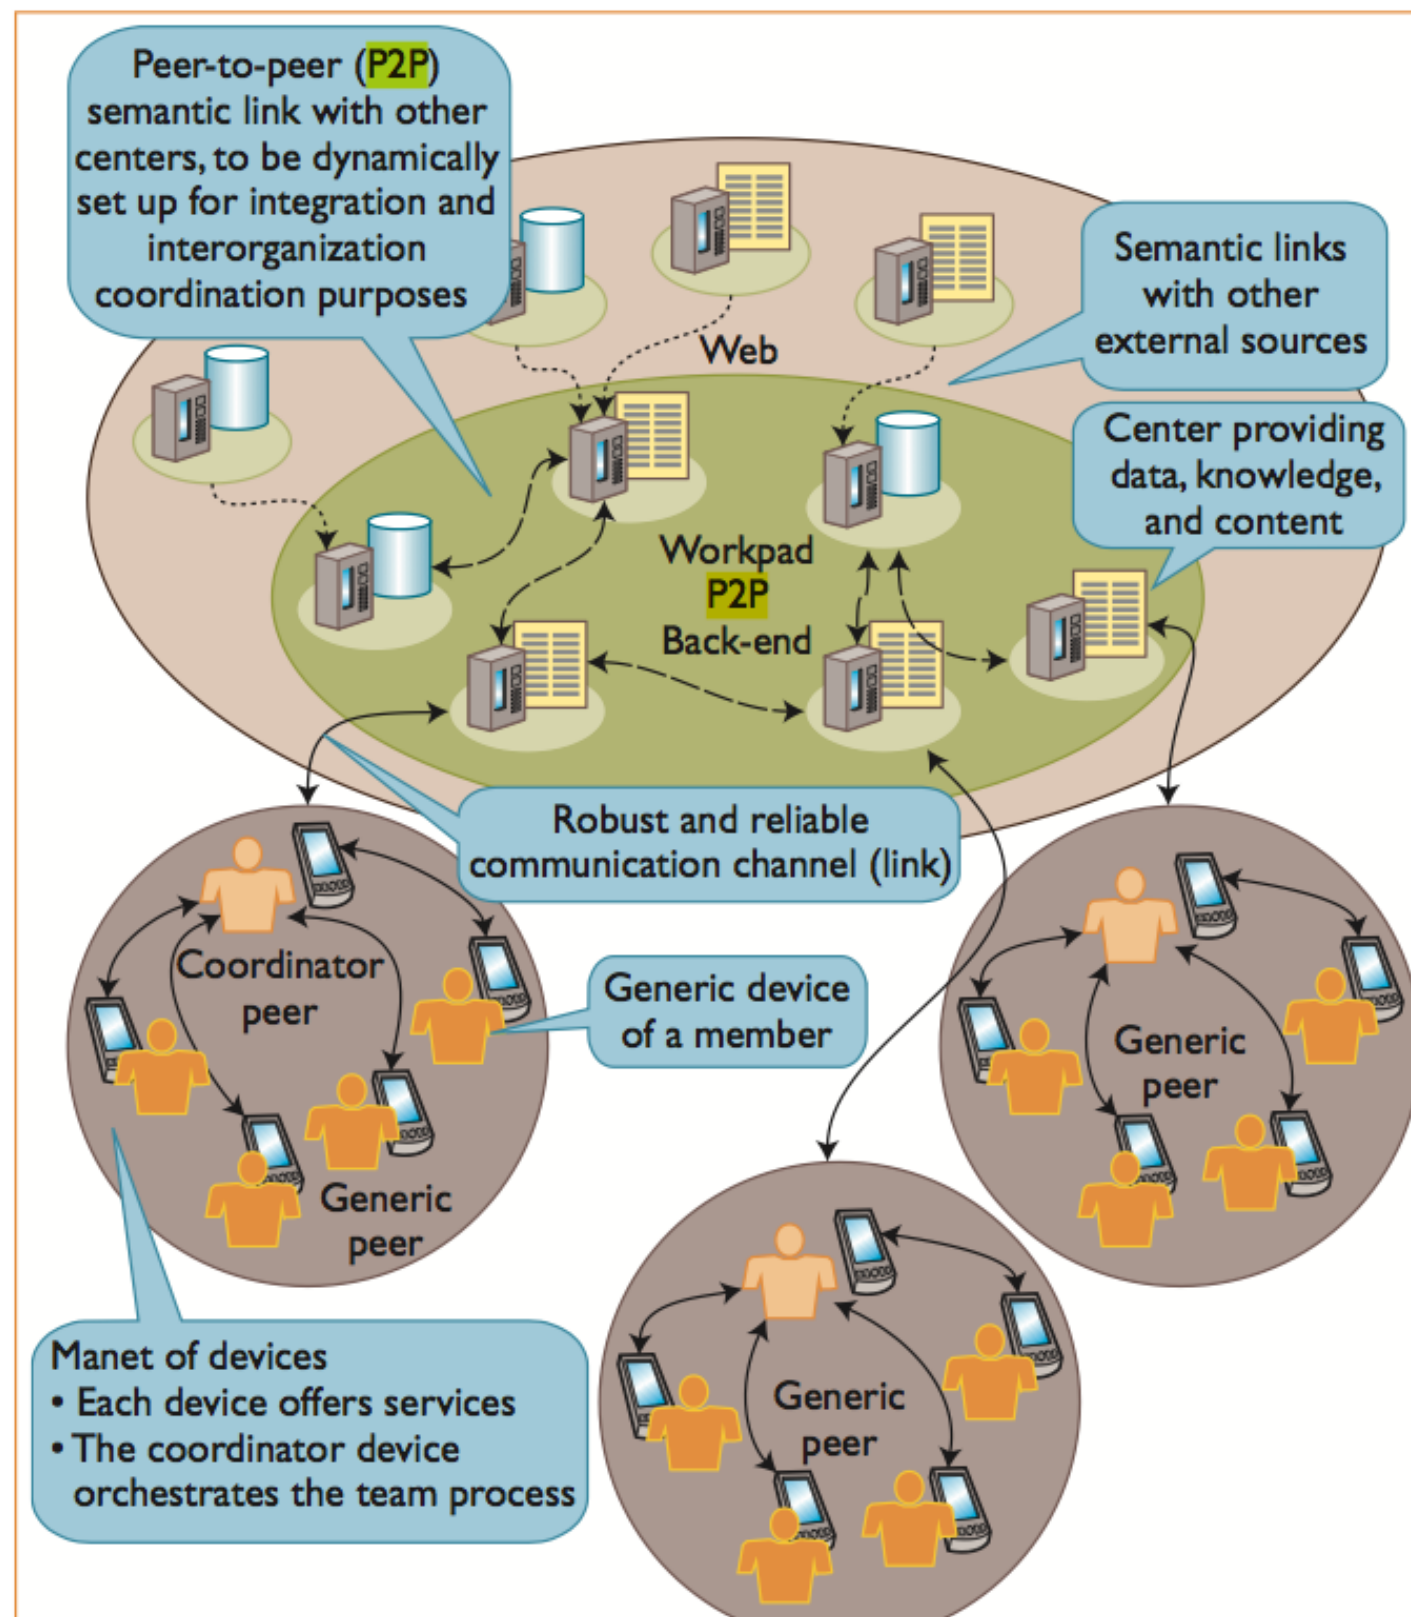 Peer-to-peer (P2P)
semantic link with other
centers, to be dynamically
set up for integration and
interorganization
coordination purposes
Semantic links
with other
external sources
Web
Center providing
data, knowledge,
and content
Workpad
P2P
Back-end
Robust and reliable
communication channel (link)
Coordinator
peer
Generic device
of a member
Generic
peer
Generic
peer
Manet of devices
• Each device offers services
• The coordinator device
orchestrates the team process
Generic
peer